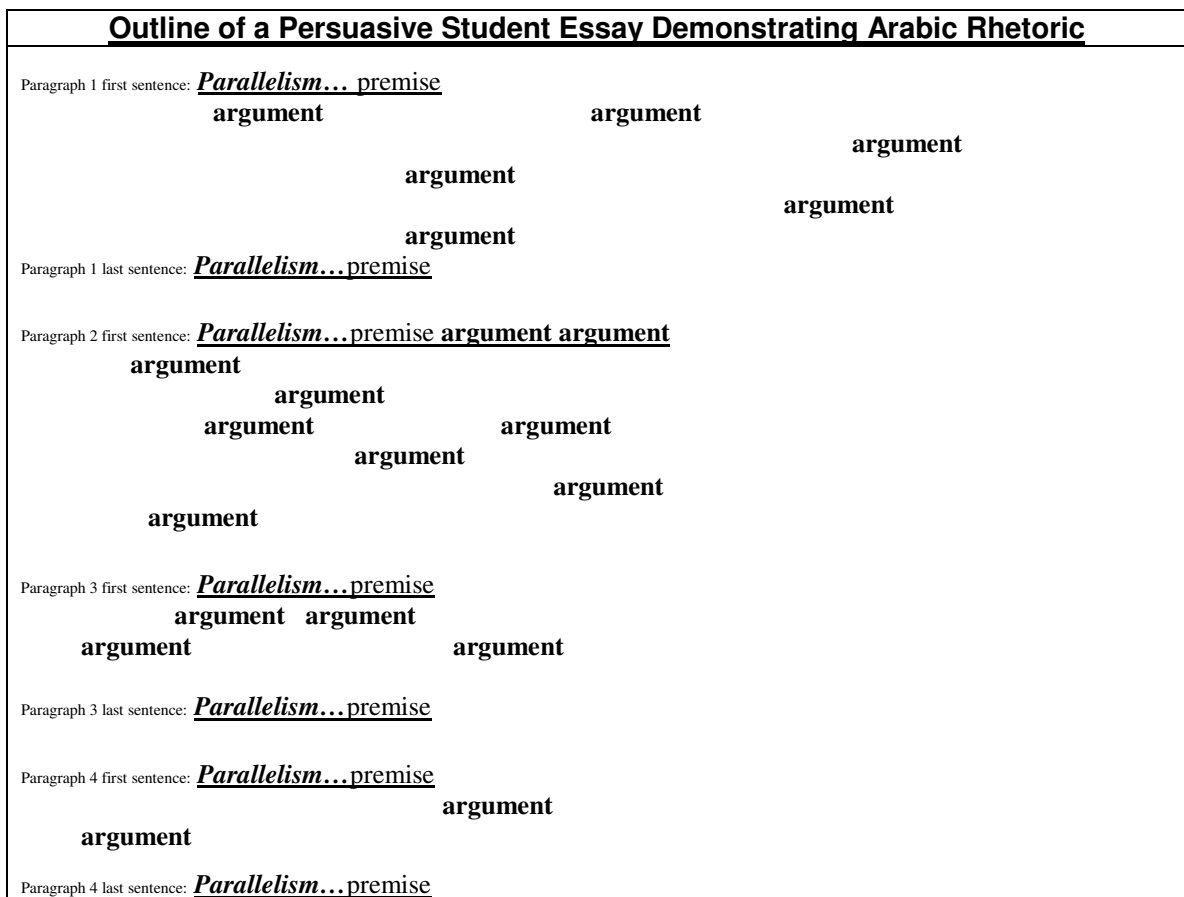 Outline of a Persuasive Student Essay Demonstrating Arabic Rhetoric
Paragraph 1 first sentence: Parallelism… premise
argument argument
argument
argument
argument
argument
Paragraph 1 last sentence: Parallelism…premise
Paragraph 2 first sentence: Parallelism…premise argument argument
argument
argument
argument argument
argument
argument
argument
Paragraph 3 first sentence: Parallelism…premise
argument argument
argument argument
Paragraph 3 last sentence: Parallelism…premise
Paragraph 4 first sentence: Parallelism…premise
argument
argument
Paragraph 4 last sentence: Parallelism…premise